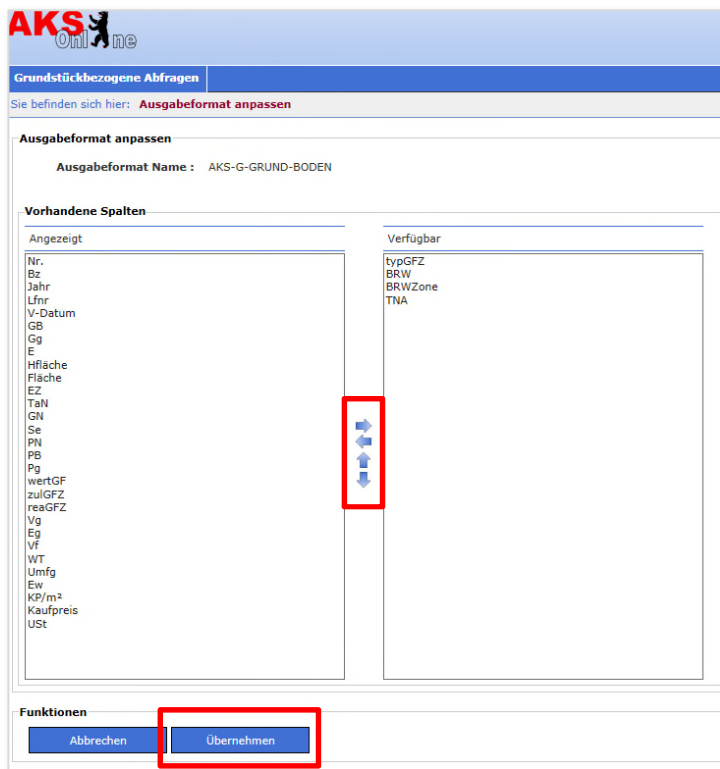 AKS
Online
Grundstückbezogene Abfragen
Sie befinden sich hier: Ausgabeformat anpassen
Ausgabeformat anpassen
Ausgabeformat Name : AKS-G-GRUND-BODEN
Vorhandene Spalten
Angezeigt
Nr.
Bz
Jahr
Lfnr
V-Datum
GB
Gg
E
Hfläche
Fläche
EZ
TaN
GN
Se
PN
PB
Pg
wertGF
zulGFZ
reaGFZ
Vg
Eg
Vf
WT
Umfg
Ew
KP/m²
Kaufpreis
USt
Verfügbar
typGFZ
BRW
BRWZone
TNA
Funktionen
Abbrechen
Übernehmen